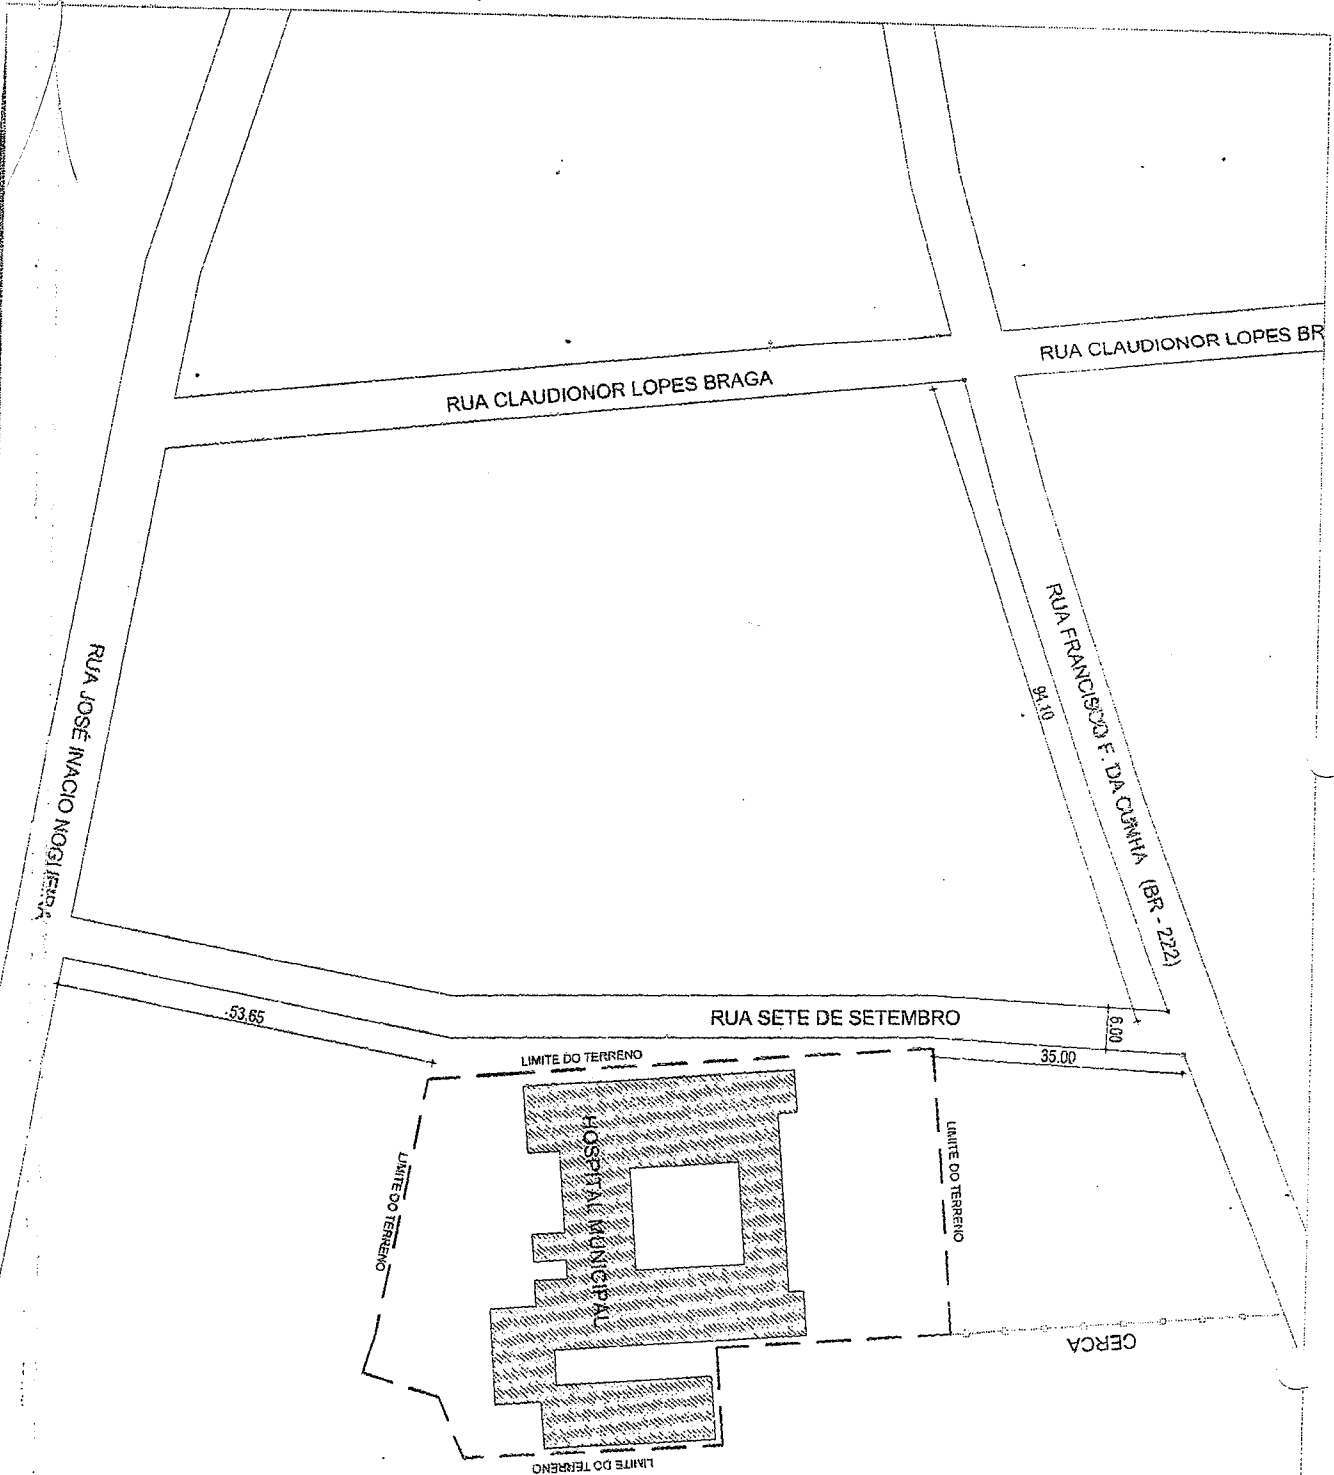 RUA CLAUDIONOR LOPES BR
RUA CLAUDIONOR LOPES BRAGA
RUA FRANCISCO F. DA CUNHA (BR - 222)
94.10
RUA JOSÉ INACIO NOGUEIRA
53.65
RUA SETE DE SETEMBRO
6.00
35.00
LIMITE DO TERRENO
HOSPITAL MUNICIPAL
LIMITE DO TERRENO
LIMITE DO TERRENO
CERCA
LIMITE DO TERRENO